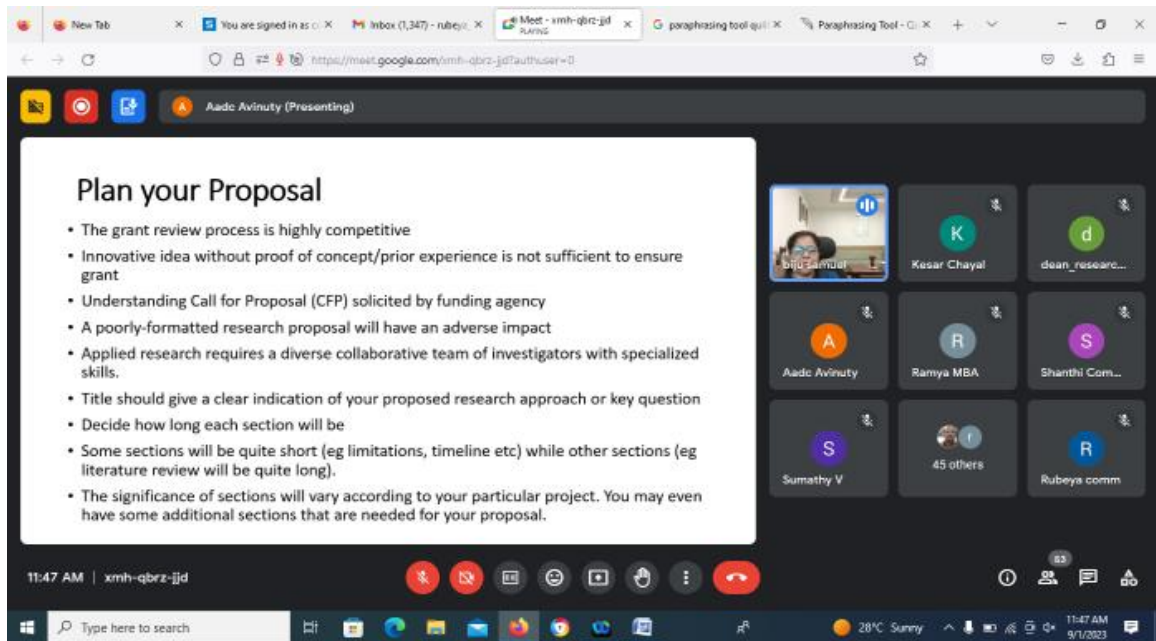 New Tab
You are signed in as c
Inbox (1,347) - rubeya
Meet - xmh-qbrz-jjd
PLAYING
paraphrasing tool quil
Paraphrasing Tool - Q
https://meet.google.com/xmh-qbrz-jjd?authuser=0
Aadc Avinuty (Presenting)
Plan your Proposal
• The grant review process is highly competitive
• Innovative idea without proof of concept/prior experience is not sufficient to ensure
grant
• Understanding Call for Proposal (CFP) solicited by funding agency
• A poorly-formatted research proposal will have an adverse impact
• Applied research requires a diverse collaborative team of investigators with specialized
skills.
• Title should give a clear indication of your proposed research approach or key question
• Decide how long each section will be
• Some sections will be quite short (eg limitations, timeline etc) while other sections (eg
literature review will be quite long).
• The significance of sections will vary according to your particular project. You may even
have some additional sections that are needed for your proposal.
biju samuel
K
Kesar Chayal
d
dean_researc...
A
Aadc Avinuty
R
Ramya MBA
S
Shanthi Com...
S
Sumathy V
r
45 others
R
Rubeya comm
11:47 AM | xmh-qbrz-jjd
53
Type here to search
28°C Sunny
11:47 AM
9/1/2023